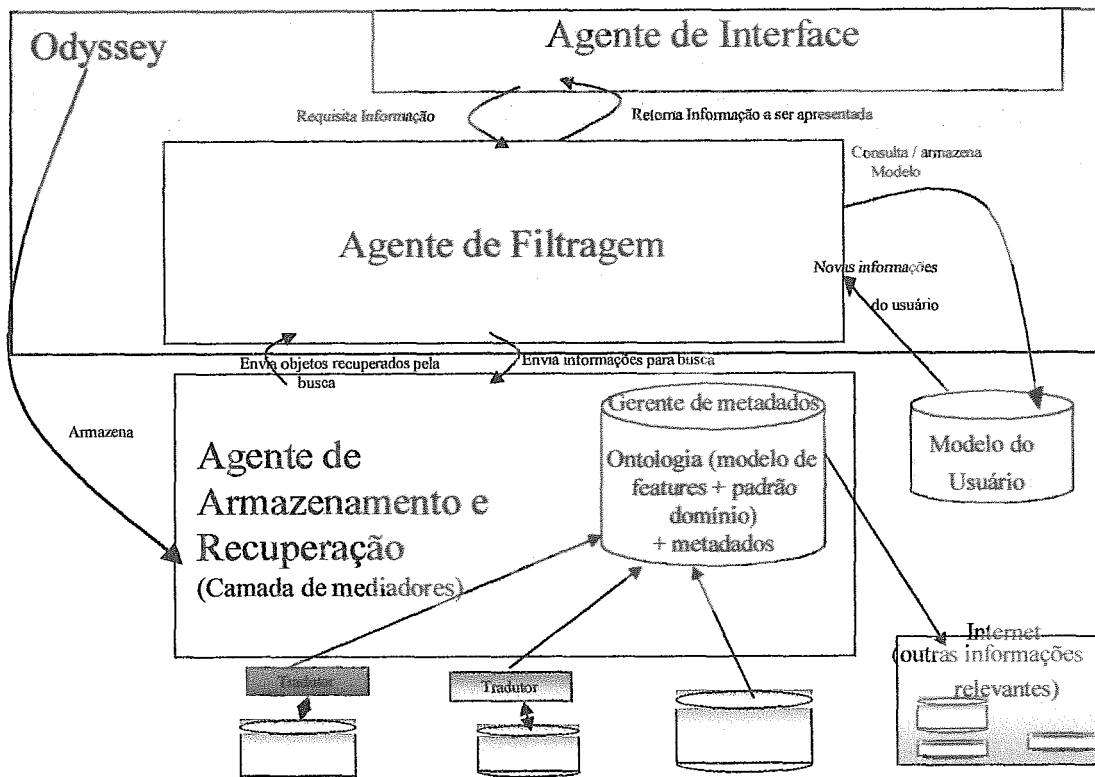 Odyssey
Agente de Interface
Requisita Informação
Retorna Informação a ser apresentada
Consulta / armazena
Modelo
Agente de Filtragem
Novas informações
do usuário
Envia objetos recuperados pela
busca
Envia informações para busca
Armazena
Gerente de metadados
Ontologia (modelo de
features + padrão
domínio)
+ metadados
Agente de
Armazenamento e
Recuperação
(Camada de mediadores)
Modelo do
Usuário
Internet
(outras informações
relevantes)
Tradutor
Tradutor